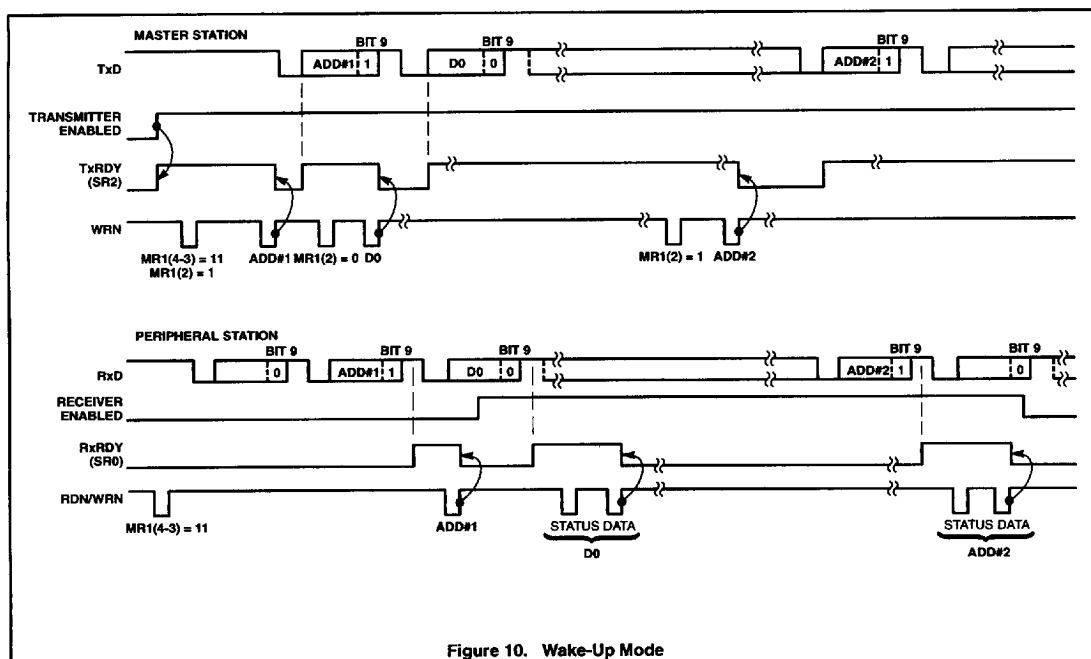 MASTER STATION
BIT 9 BIT 9 BIT 9
TxD ADD#1 1 D0 0 ADD#2 1
TRANSMITTER
ENABLED
TxRDY
(SR2)
WRN
MR1(4-3) = 11 ADD#1 MR1(2) = 0 D0 MR1(2) = 1 ADD#2
MR1(2) = 1
PERIPHERAL STATION
BIT 9 BIT 9 BIT 9 BIT 9 BIT 9
RxD 0 ADD#1 1 D0 0 ADD#2 1 0
RECEIVER
ENABLED
RxRDY
(SR0)
RDN/WRN
MR1(4-3) = 11 ADD#1 STATUS DATA STATUS DATA
D0 ADD#2
Figure 10. Wake-Up Mode